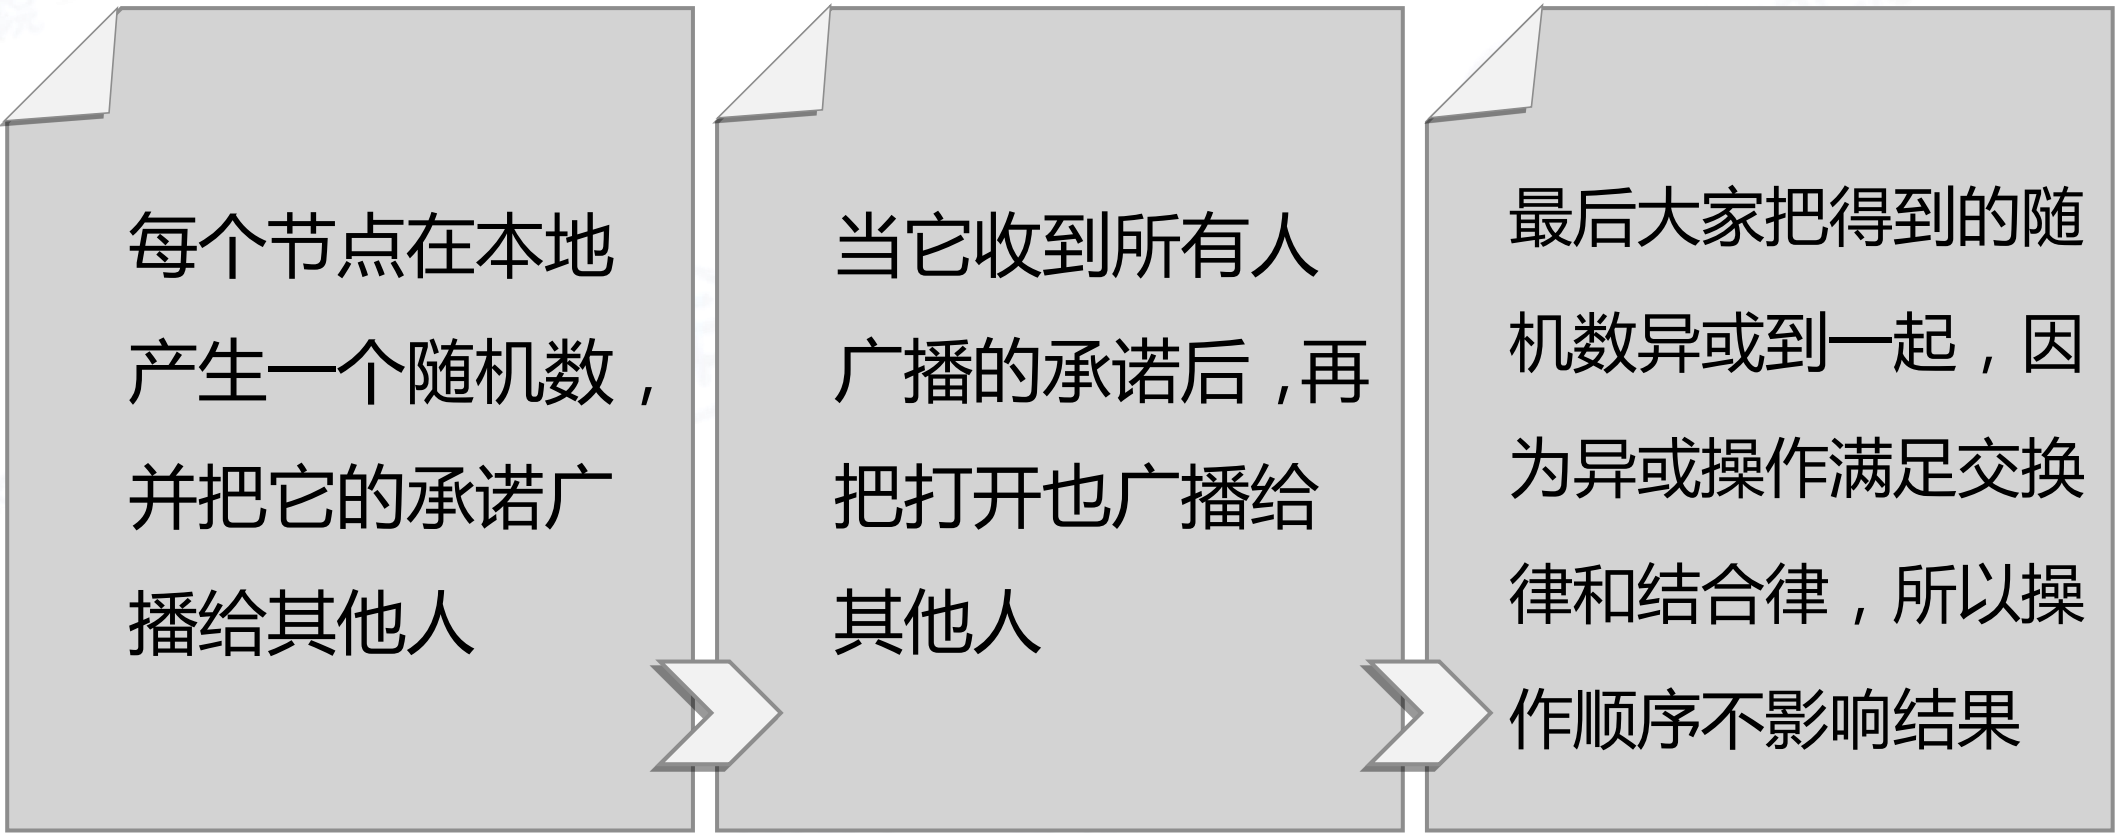 每个节点在本地
产生一个随机数，
并把它的承诺广
播给其他人
当它收到所有人
广播的承诺后，再
把打开也广播给
其他人
最后大家把得到的随
机数异或到一起，因
为异或操作满足交换
律和结合律，所以操
作顺序不影响结果